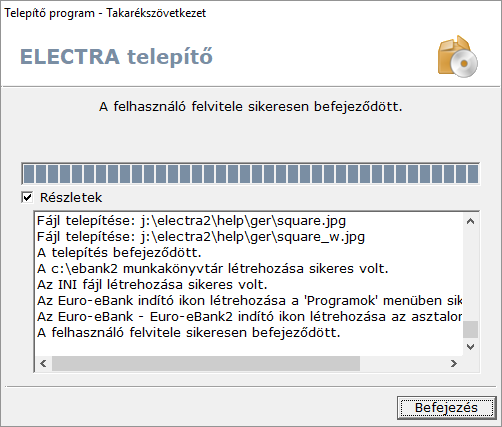 Telepítő program - Takarékszövetkezet
ELECTRA telepítő
A felhasználó felvitele sikeresen befejeződött.
Részletek
Fájl telepítése: j:\electra2\help\ger\square.jpg
Fájl telepítése: j:\electra2\help\ger\square_w.jpg
A telepítés befejeződött.
A c:\ebank2 munkakönyvtár létrehozása sikeres volt.
Az INI fájl létrehozása sikeres volt.
Az Euro-eBank indító ikon létrehozása a 'Programok' menüben sik
Az Euro-eBank - Euro-eBank2 indító ikon létrehozása az asztalon
A felhasználó felvitele sikeresen befejeződött.
Befejezés